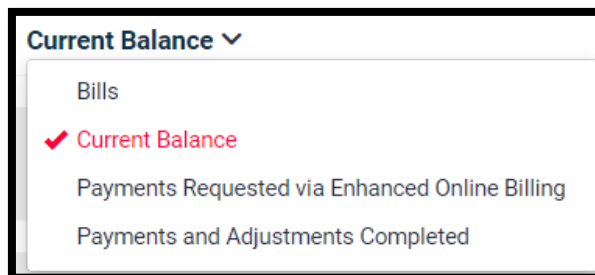 Current Balance
Bills
Current Balance
Payments Requested via Enhanced Online Billing
Payments and Adjustments Completed